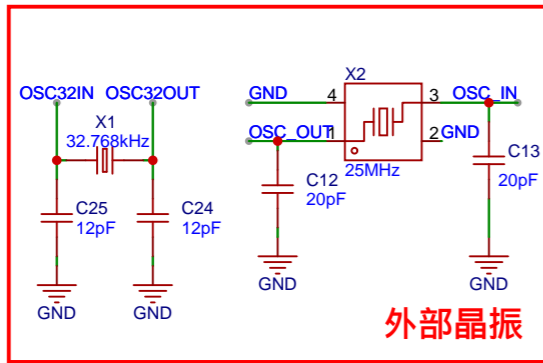 OSC32IN OSC32OUT
X1
32.768kHz
C25
12pF
C24
12pF
GND
GND
X2
GND
4
3
OSC_IN
OSC_OUT
1
2
GND
25MHz
C12
20pF
C13
20pF
GND
GND
外部晶振